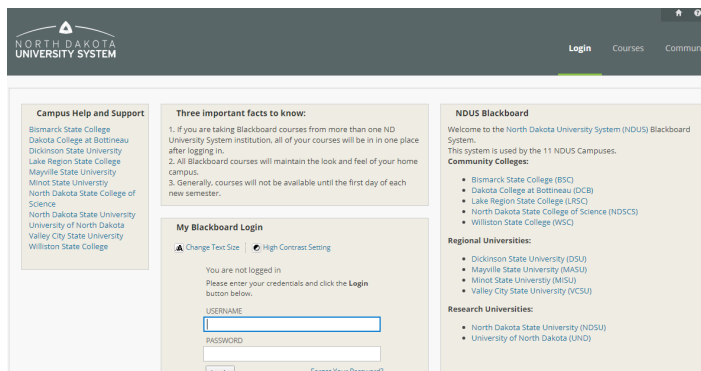 NORTH DAKOTA
UNIVERSITY SYSTEM
Login
Courses
Commun
Campus Help and Support
Bismarck State College
Dakota College at Bottineau
Dickinson State University
Lake Region State College
Mayville State University
Minot State Universtiy
North Dakota State College of
Science
North Dakota State University
University of North Dakota
Valley City State University
Williston State College
Three important facts to know:
1. If you are taking Blackboard courses from more than one ND
University System institution, all of your courses will be in in one place
after logging in.
2. All Blackboard courses will maintain the look and feel of your home
campus.
3. Generally, courses will not be available until the first day of each
new semester.
My Blackboard Login
Change Text Size
High Contrast Setting
You are not logged in
Please enter your credentials and click the Login
button below.
USERNAME
PASSWORD
Forgot Your Password?
NDUS Blackboard
Welcome to the North Dakota University System (NDUS) Blackboard
System.
This system is used by the 11 NDUS Campuses.
Community Colleges:
Bismarck State College (BSC)
Dakota College at Bottineau (DCB)
Lake Region State College (LRSC)
North Dakota State College of Science (NDSCS)
Williston State College (WSC)
Regional Universities:
Dickinson State University (DSU)
Mayville State University (MASU)
Minot State Universtiy (MISU)
Valley City State University (VCSU)
Research Universities:
North Dakota State University (NDSU)
University of North Dakota (UND)